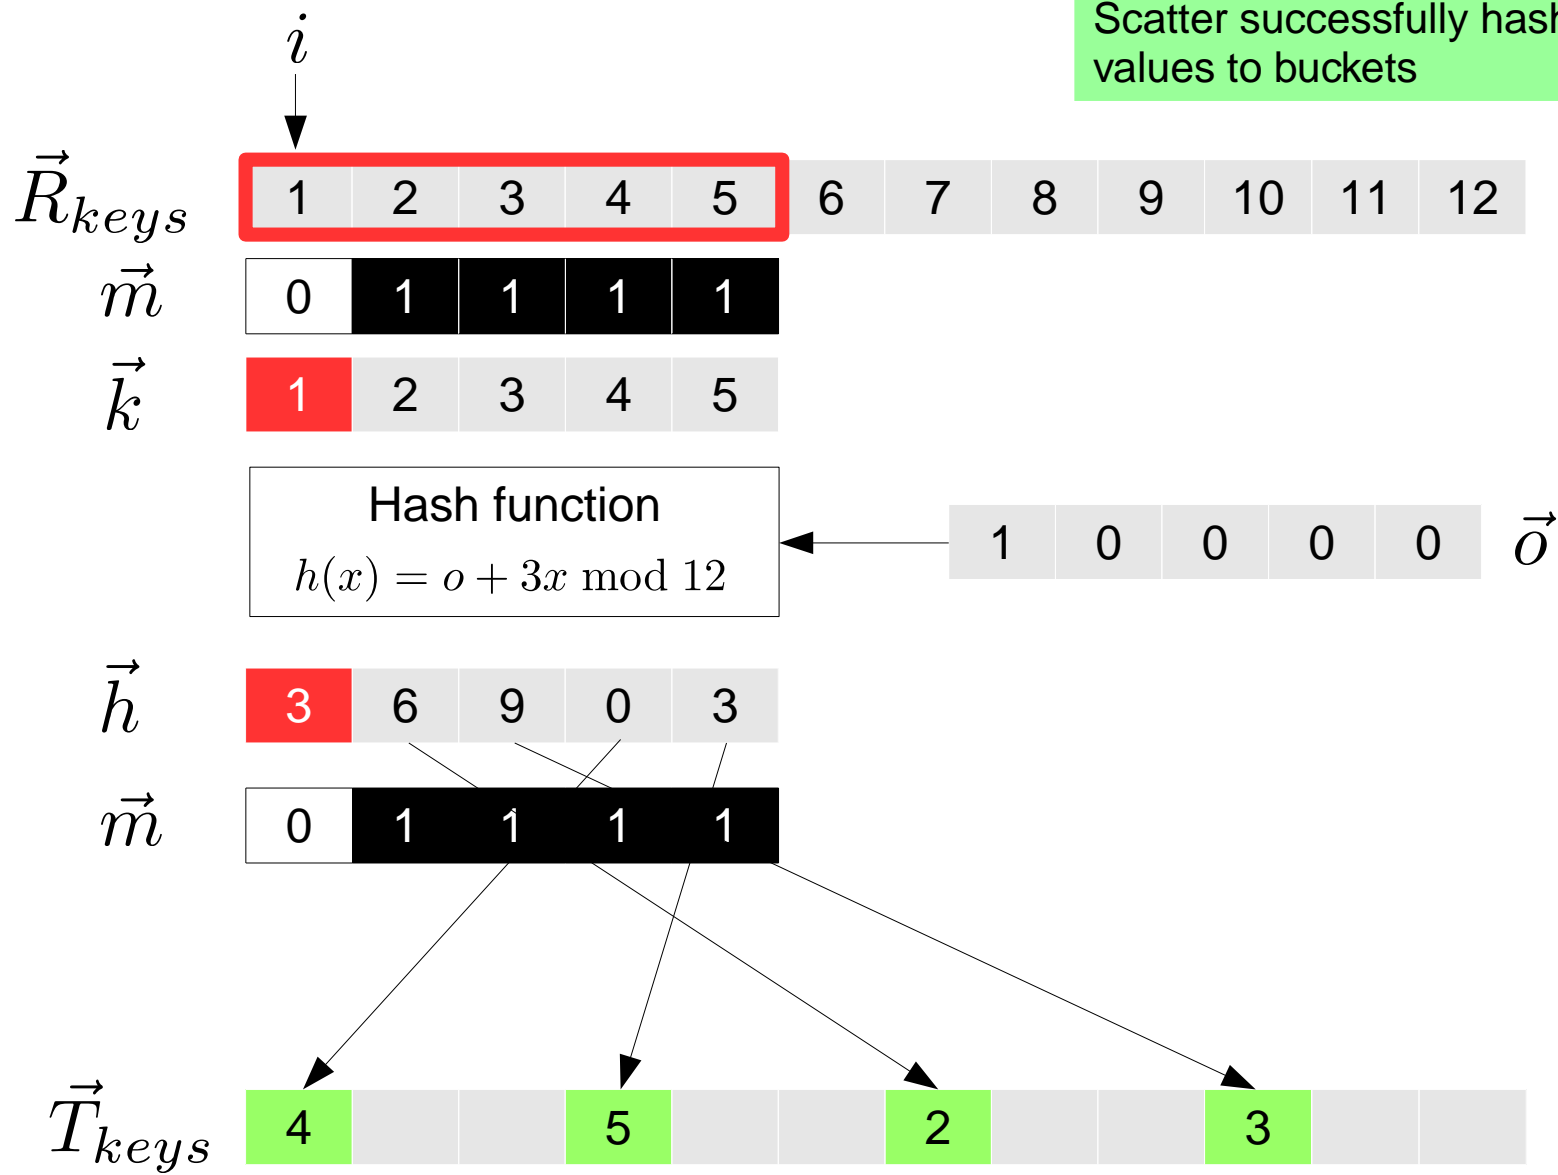 i
Scatter successfully hash
values to buckets
R⃗keys 1 2 3 4 5 6 7 8 9 10 11 12
m⃗ 0 1 1 1 1
k⃗ 1 2 3 4 5
Hash function
h(x) = o + 3x mod 12
1 0 0 0 0 o⃗
h⃗ 3 6 9 0 3
m⃗ 0 1 1 1 1
T⃗keys 4 5 2 3